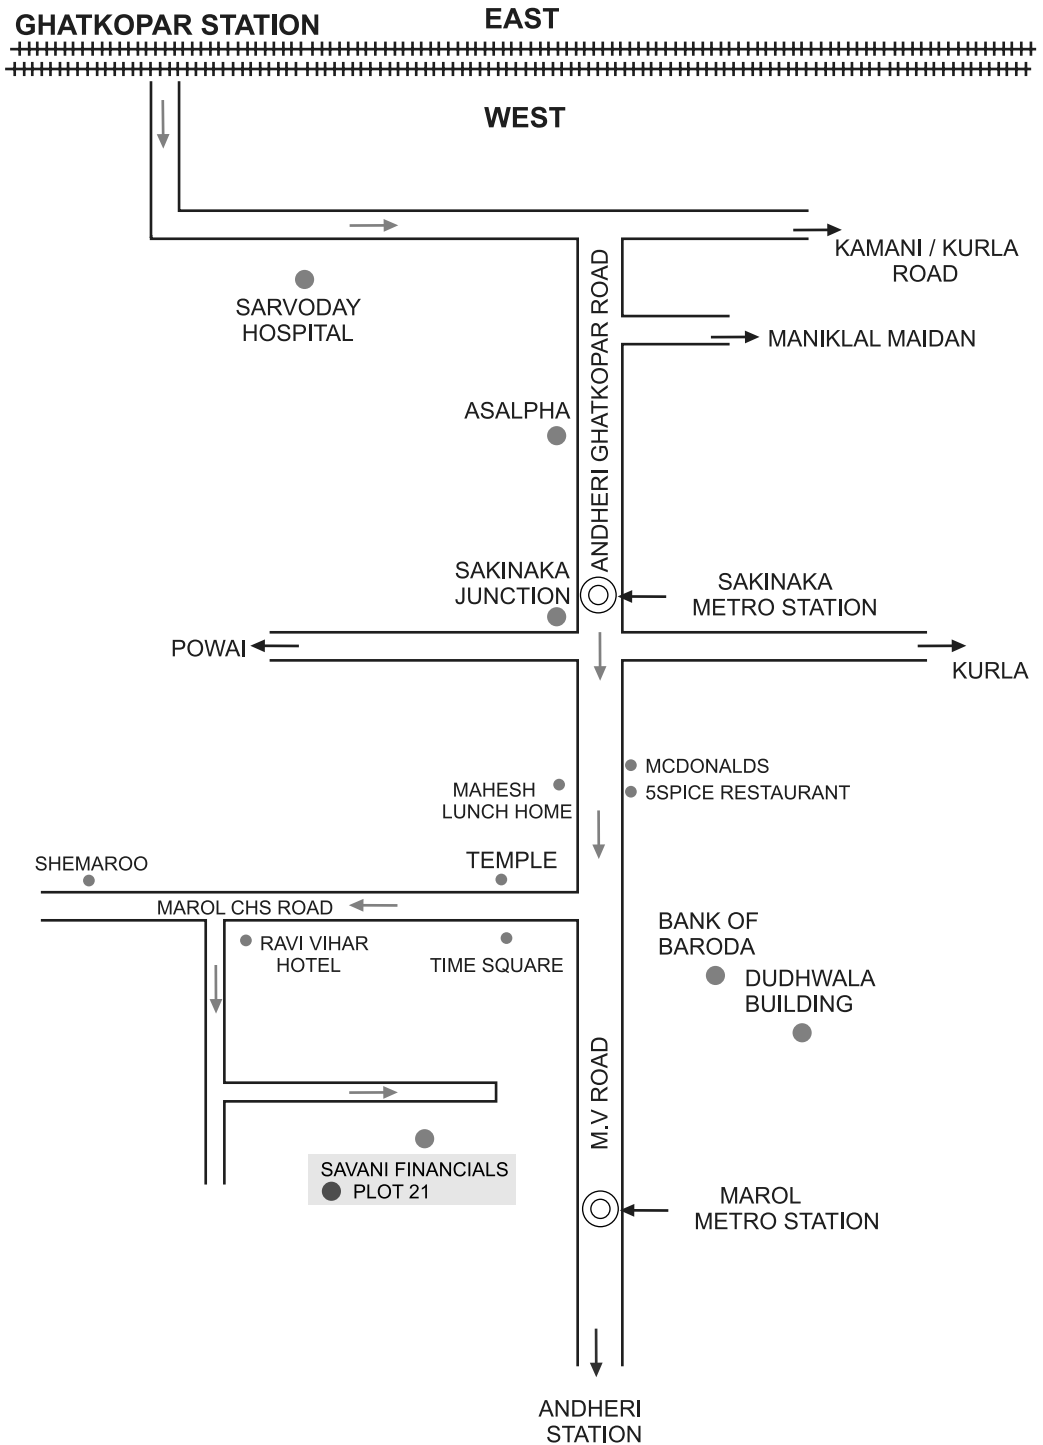 GHATKOPAR STATION
EAST
WEST
KAMANI / KURLA
ROAD
SARVODAY
HOSPITAL
ANDHERI GHATKOPAR ROAD
MANIKLAL MAIDAN
ASALPHA
SAKINAKA
JUNCTION
SAKINAKA
METRO STATION
POWAI
KURLA
MCDONALDS
5SPICE RESTAURANT
MAHESH
LUNCH HOME
SHEMAROO
TEMPLE
MAROL CHS ROAD
RAVI VIHAR
HOTEL
TIME SQUARE
BANK OF
BARODA
DUDHWALA
BUILDING
M.V ROAD
SAVANI FINANCIALS
PLOT 21
MAROL
METRO STATION
ANDHERI
STATION